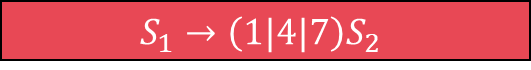 S₁ → (1|4|7)S₂